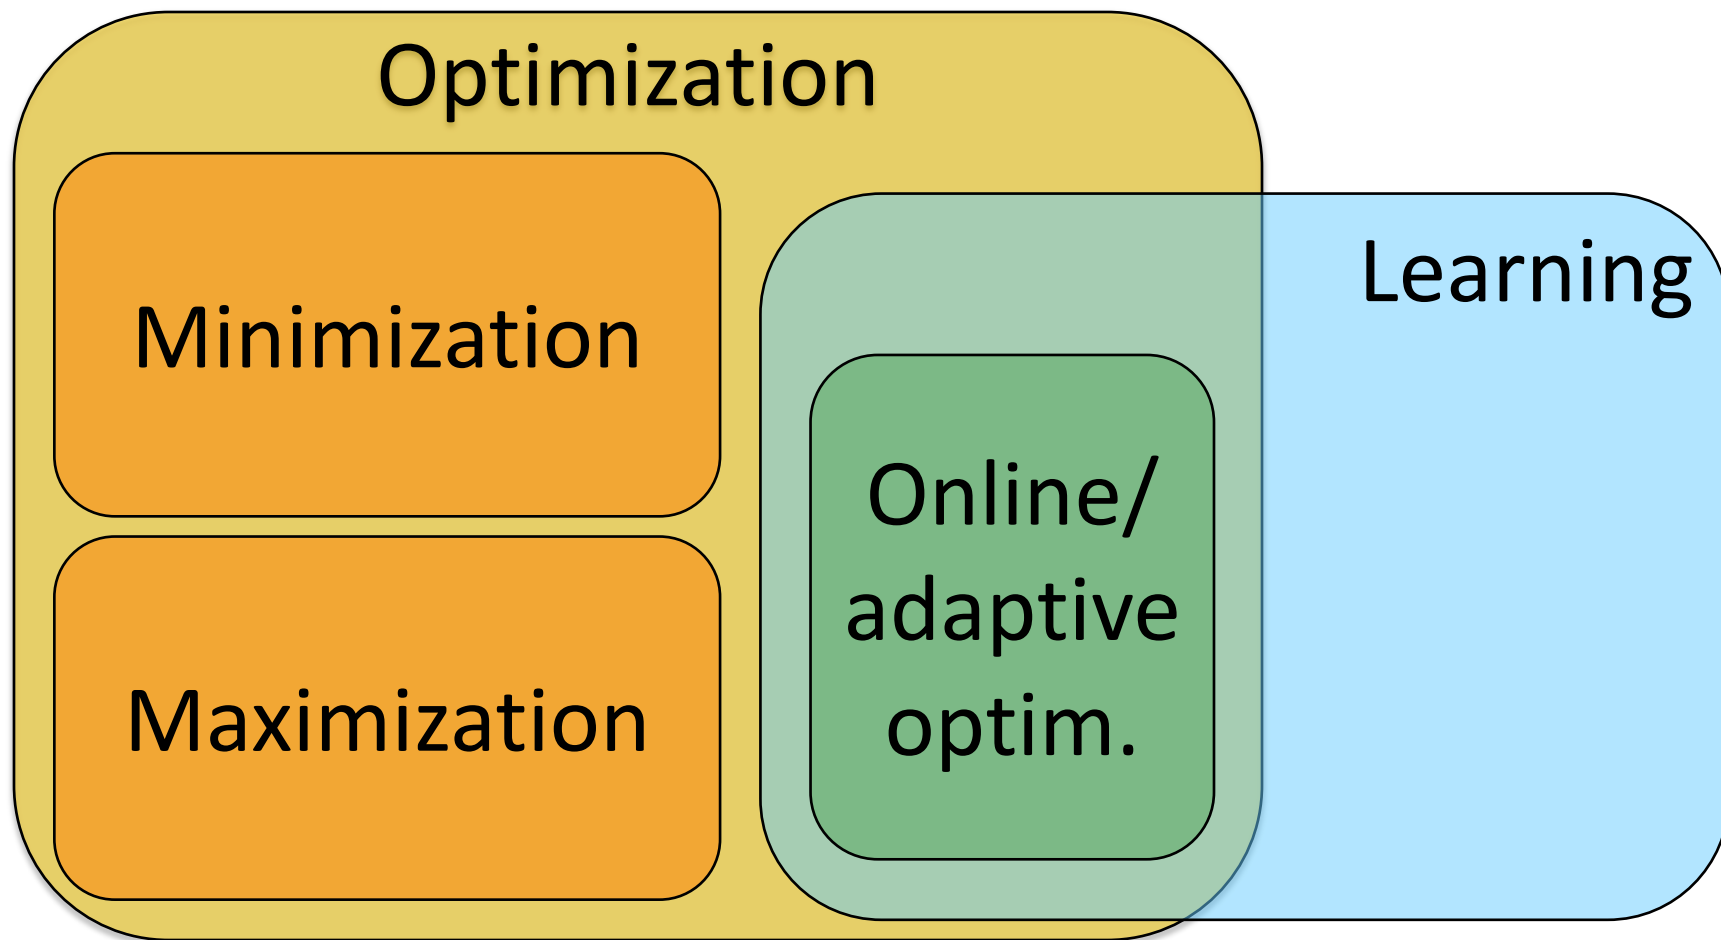 Optimization
Learning
Minimization
Online/
adaptive
optim.
Maximization